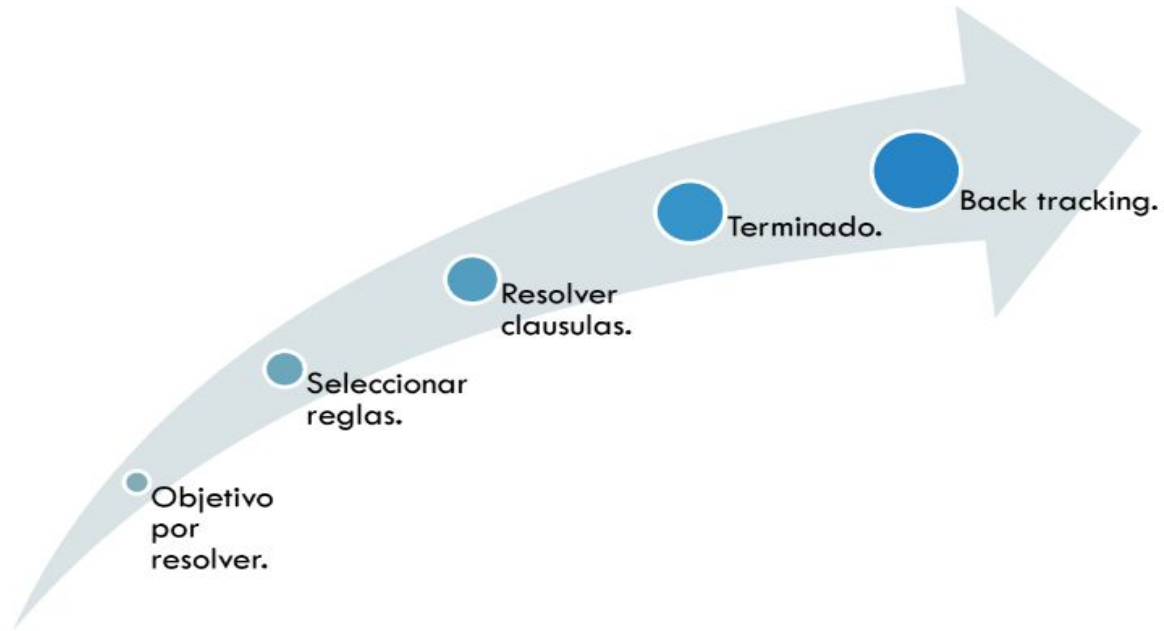 Objetivo
por
resolver.
Seleccionar
reglas.
Resolver
clausulas.
Terminado.
Back tracking.